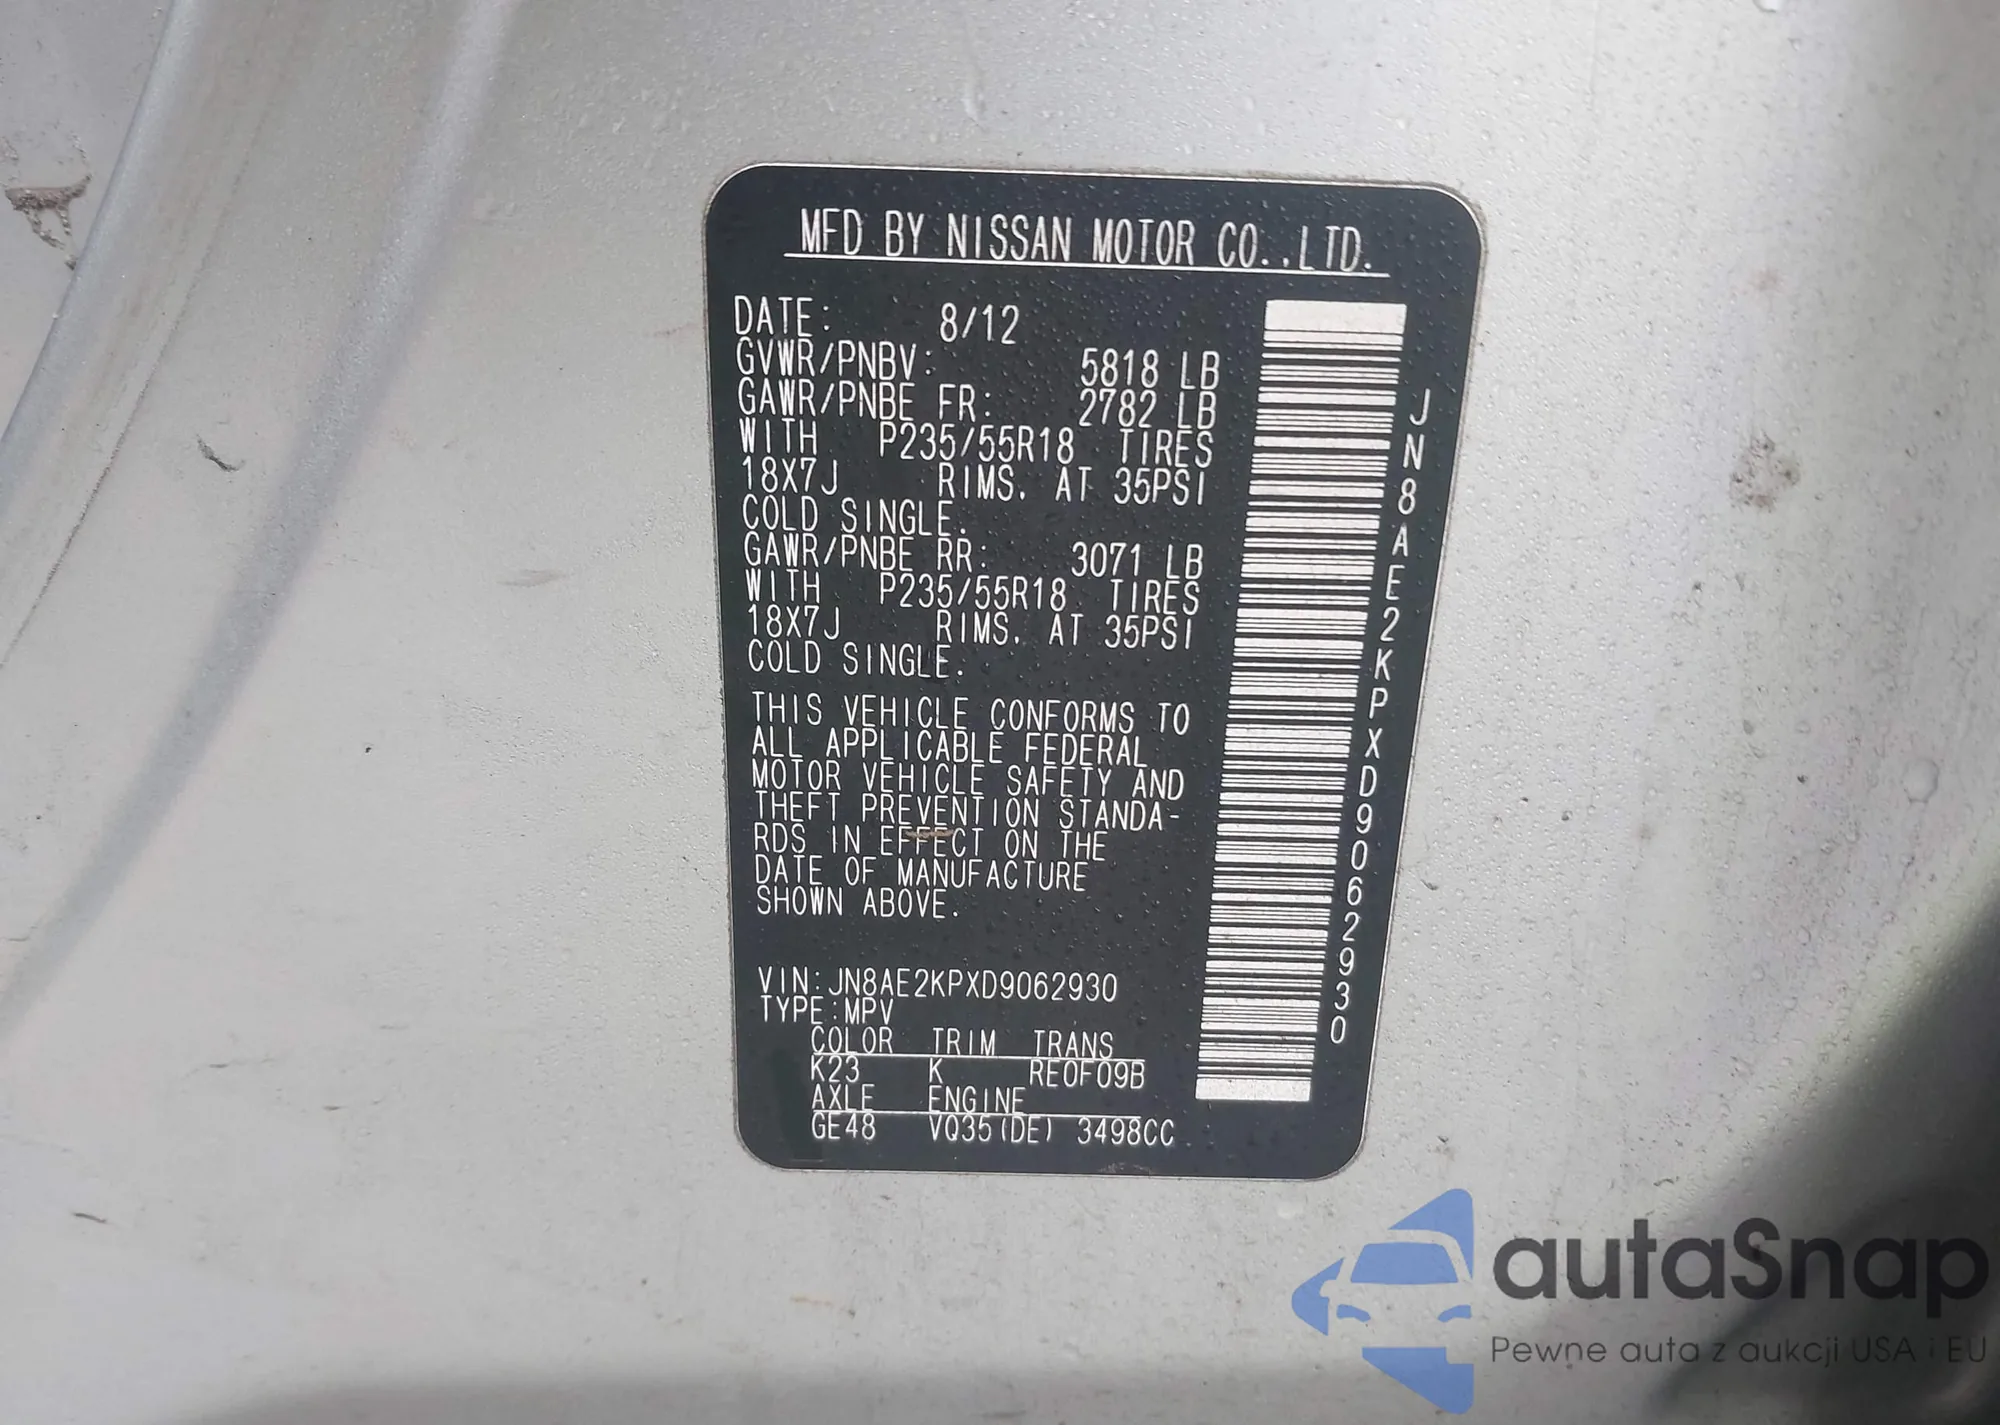 MFD BY NISSAN MOTOR CO.,LTD.
DATE: 8/12
GVWR/PNBV: 5818 LB
GAWR/PNBE FR: 2782 LB
WITH P235/55R18 TIRES
18X7J RIMS. AT 35PSI
COLD SINGLE.
GAWR/PNBE RR: 3071 LB
WITH P235/55R18 TIRES
18X7J RIMS. AT 35PSI
COLD SINGLE.
THIS VEHICLE CONFORMS TO
ALL APPLICABLE FEDERAL
MOTOR VEHICLE SAFETY AND
THEFT PREVENTION STANDA-
RDS IN EFFECT ON THE
DATE OF MANUFACTURE
SHOWN ABOVE.
VIN:JN8AE2KPXD9062930
TYPE:MPV
COLOR TRIM TRANS
K23 K RE0F09B
AXLE ENGINE
GE48 VQ35(DE) 3498CC
JN8AE2KPXD9062930
autaSnap
Pewne auta z aukcji USA i EU